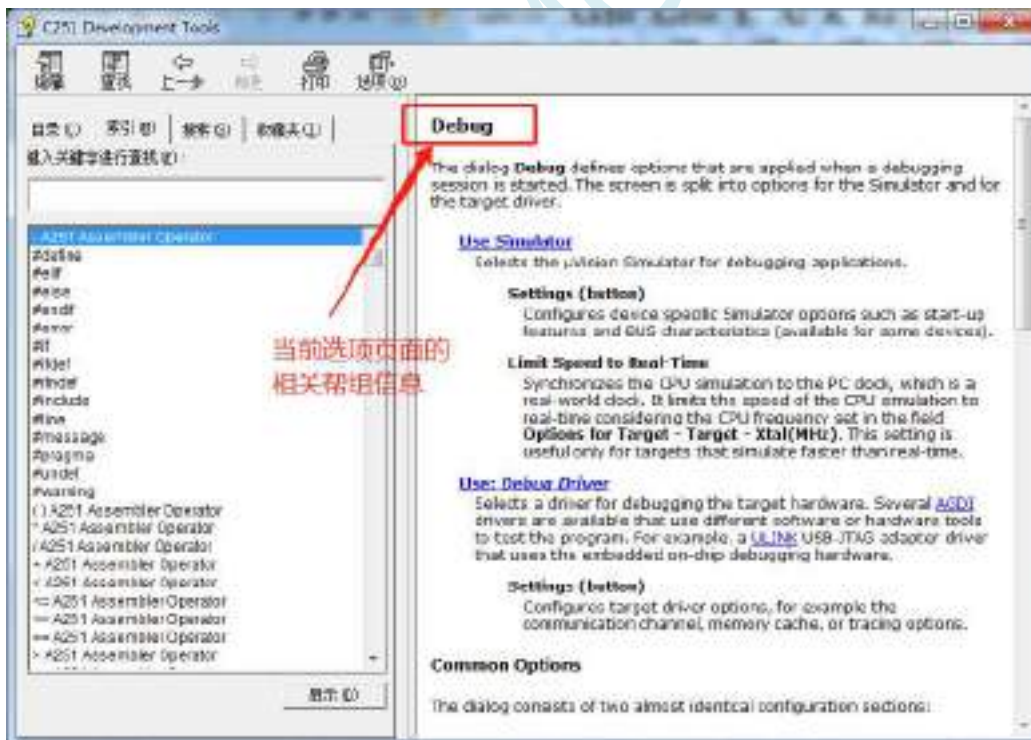 C251 Development Tools
隐藏 查找 上一步 打印 选项(O)
目录(C) 索引(N) 搜索(S) 收藏夹(I)
键入关键字进行查找(W):
- A251 Assembler Operator
#define
#elif
#else
#endif
#error
#if
#ifdef
#ifndef
#include
#line
#message
#pragma
#undef
#warning
( ) A251 Assembler Operator
* A251 Assembler Operator
/ A251 Assembler Operator
+ A251 Assembler Operator
< A251 Assembler Operator
<= A251 Assembler Operator
A251 Assembler Operator
A251 Assembler Operator
> A251 Assembler Operator
显示(D)
当前选项页面的
相关帮组信息
Debug
The dialog Debug defines options that are applied when a debugging
session is started. The screen is split into options for the Simulator and for
the target driver.
Use Simulator
Selects the µVision Simulator for debugging applications.
Settings (button)
Configures device specific Simulator options such as start-up
features and BUS characteristics (available for some devices).
Limit Speed to Real-Time
Synchronizes the CPU simulation to the PC clock, which is a
real-world clock. It limits the speed of the CPU simulation to
real-time considering the CPU frequency set in the field
Options for Target - Target - Xtal(MHz). This setting is
useful only for targets that simulate faster than real-time.
Use: Debug Driver
Selects a driver for debugging the target hardware. Several AGDI
drivers are available that use different software or hardware tools
to test the program. For example, a ULINK USB-JTAG adapter driver
that uses the embedded on-chip debugging hardware.
Settings (button)
Configures target driver options, for example the
communication channel, memory cache, or tracing options.
Common Options
The dialog consists of two almost identical configuration sections: